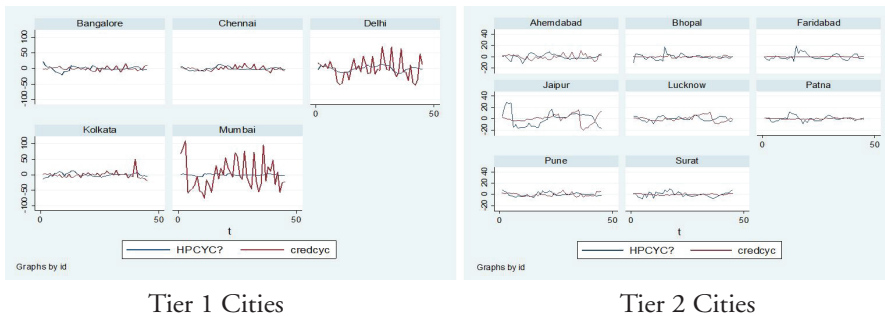 Bangalore Chennai Delhi
-100 -50 0 50 100
0 50
Kolkata Mumbai
-100 -50 0 50 100
0 50 0 50
t
HPCYC? credcyc
Graphs by id
Tier 1 Cities
Ahemdabad Bhopal Faridabad
-20 0 20 40
Jaipur Lucknow Patna
-20 0 20 40
0 50
Pune Surat
-20 0 20 40
0 50 0 50
t
HPCYC? credcyc
Graphs by id
Tier 2 Cities